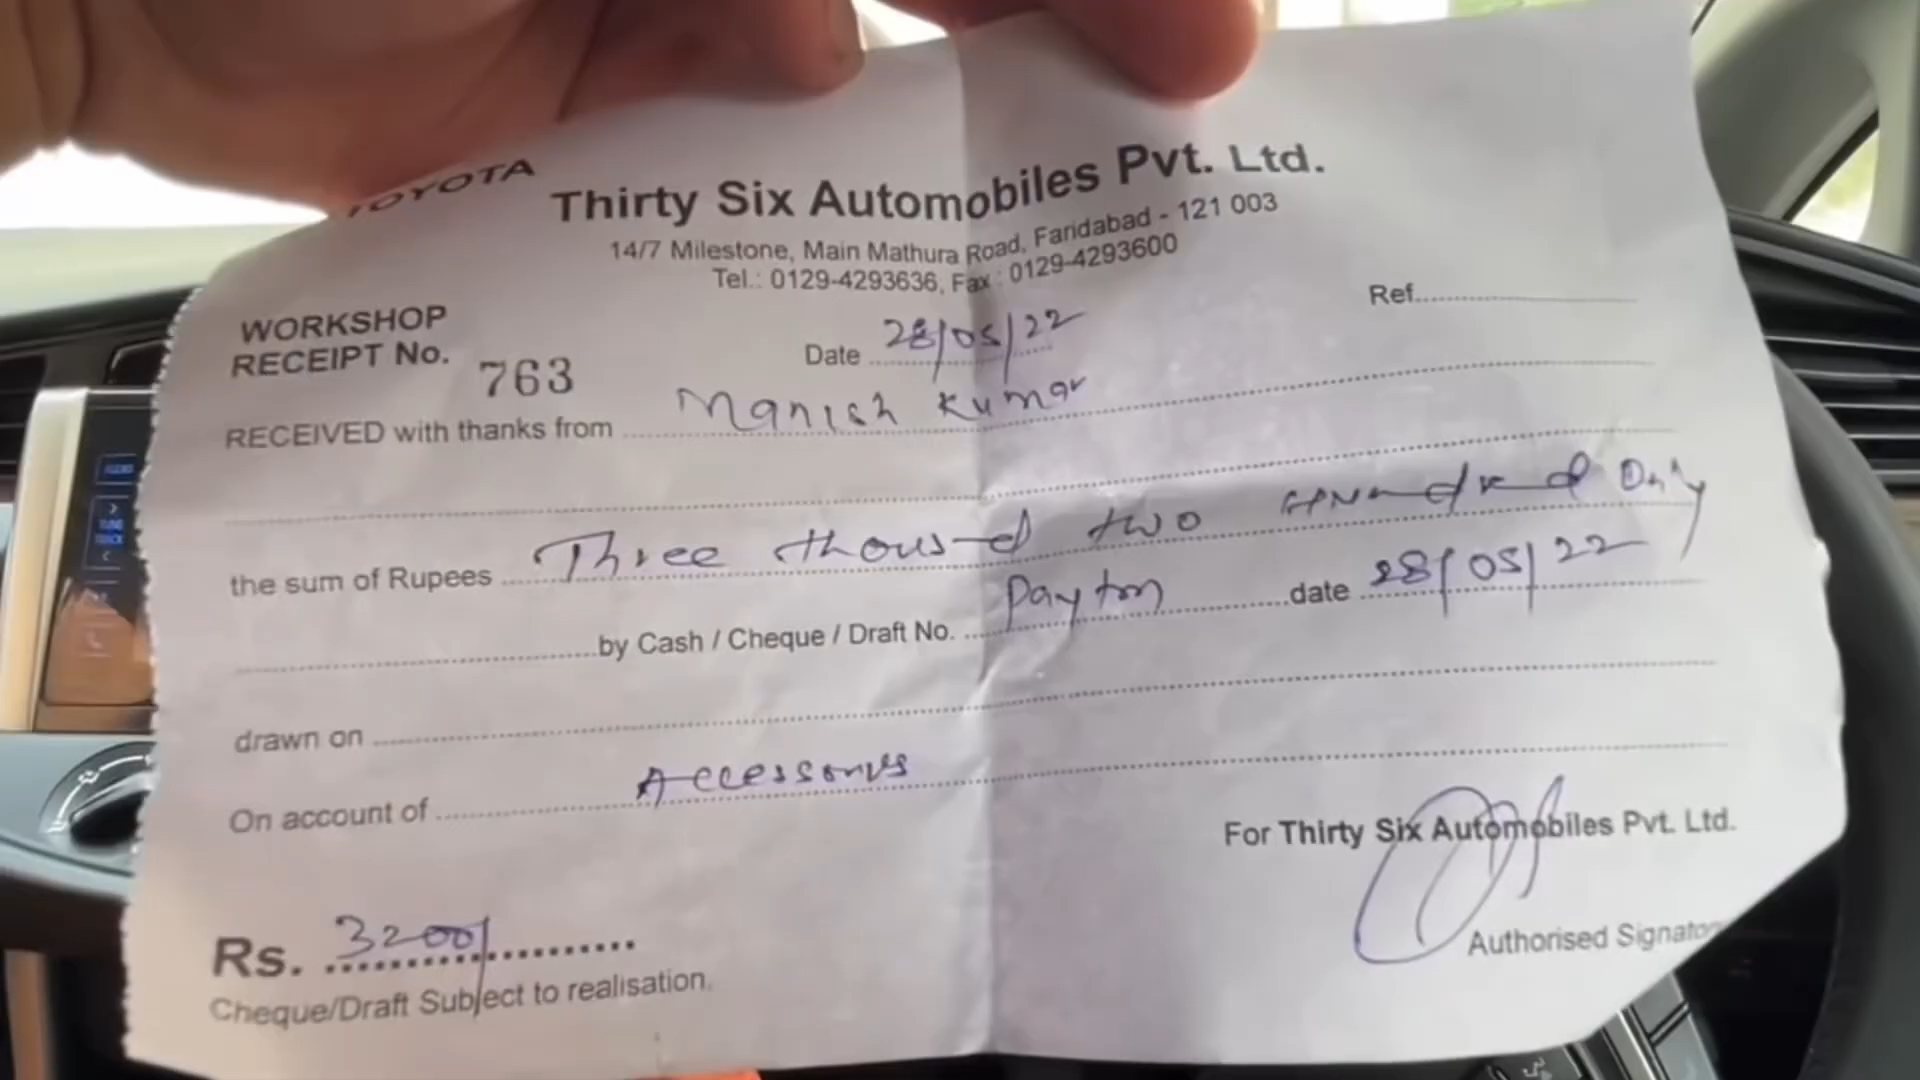 TOYOTA
Thirty Six Automobiles Pvt. Ltd.
14/7 Milestone, Main Mathura Road, Faridabad - 121 003
Tel.: 0129-4293636, Fax : 0129-4293600
Ref.
WORKSHOP
RECEIPT No. 763
Date 28/05/22
RECEIVED with thanks from Manish Kumar
the sum of Rupees Three thousand two Hundred Only
by Cash / Cheque / Draft No. Paytm date 28/05/22
drawn on
On account of Accessories
For Thirty Six Automobiles Pvt. Ltd.
Rs. 3200/
Authorised Signator
Cheque/Draft Subject to realisation.